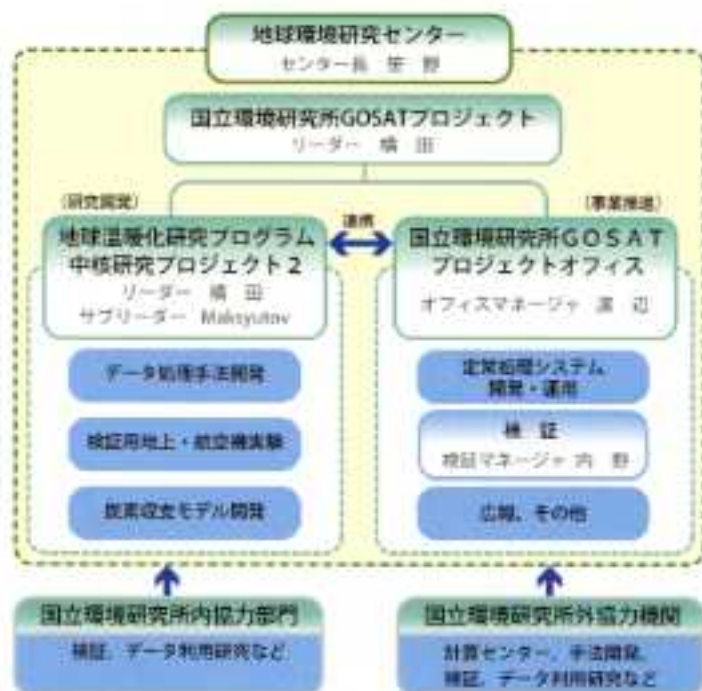 地球環境研究センター
センター長 笹 野
国立環境研究所GOSATプロジェクト
リーダー 横 田
(研究開発)
(事業推進)
連携
地球温暖化研究プログラム
中核研究プロジェクト2
リーダー 横 田
サブリーダー Maksyutov
国立環境研究所GOSAT
プロジェクトオフィス
オフィスマネージャ 渡 辺
データ処理手法開発
検証用地上・航空機実験
炭素収支モデル開発
定常処理システム
開発・運用
検 証
検証マネージャ 内 野
広報、その他
国立環境研究所内協力部門
検証、データ利用研究など
国立環境研究所外協力機関
計算センター、手法開発、
検証、データ利用研究など